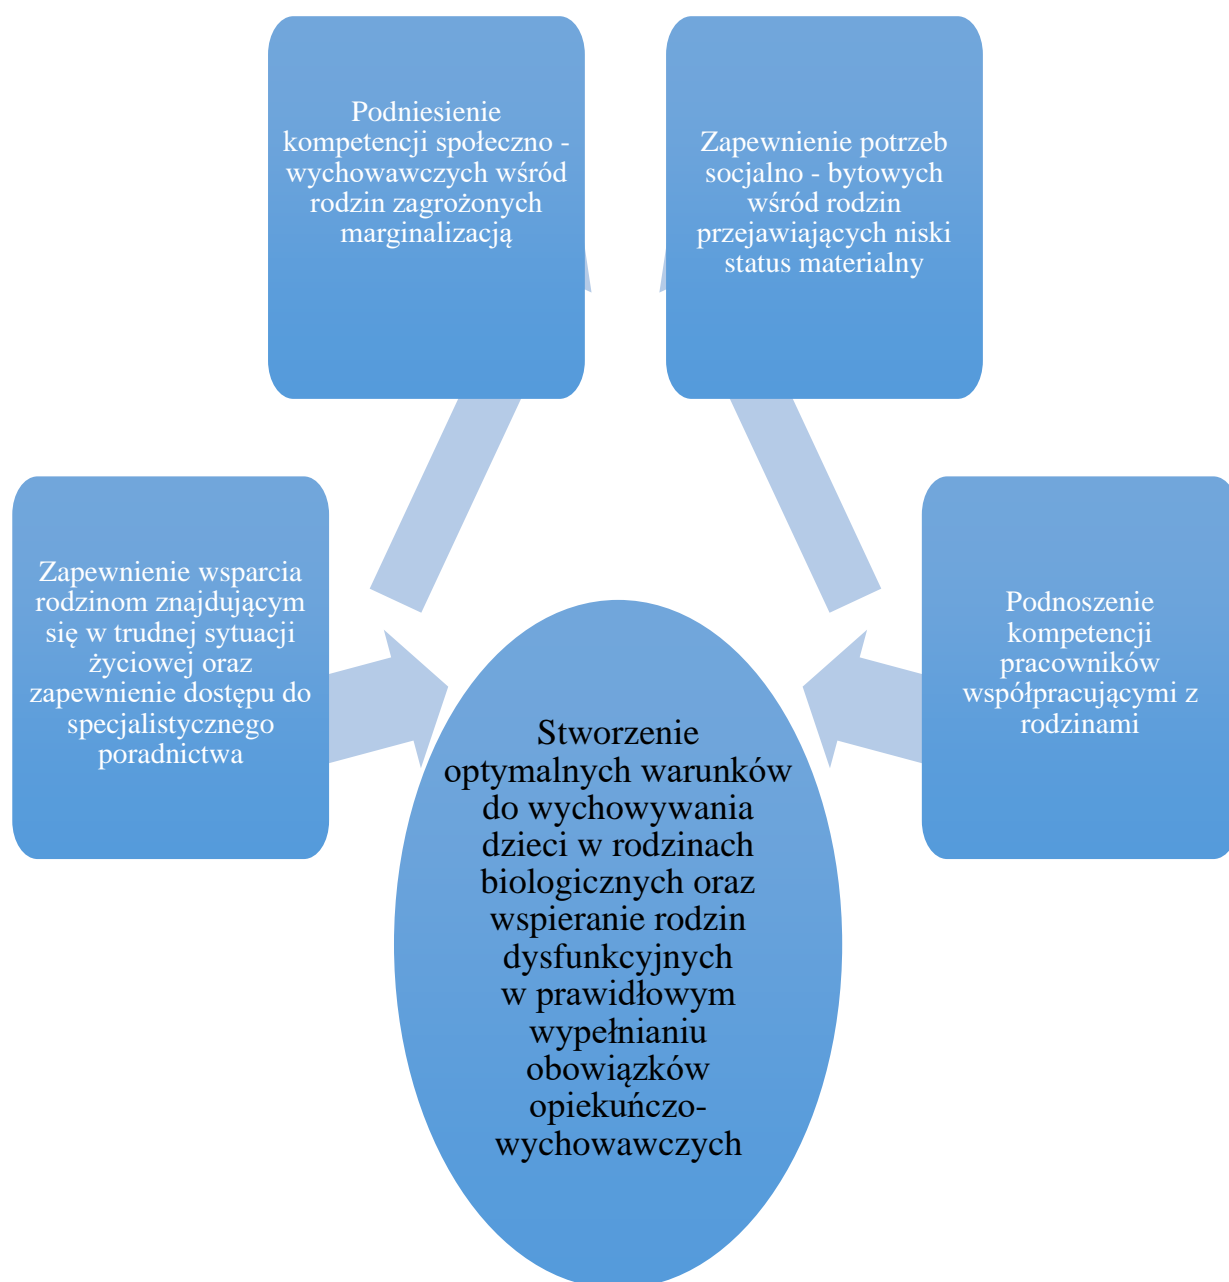 Podniesienie
kompetencji społeczno -
wychowawczych wśród
rodzin zagrożonych
marginalizacją
Zapewnienie potrzeb
socjalno - bytowych
wśród rodzin
przejawiających niski
status materialny
Zapewnienie wsparcia
rodzinom znajdującym
się w trudnej sytuacji
życiowej oraz
zapewnienie dostępu do
specjalistycznego
poradnictwa
Podnoszenie
kompetencji
pracowników
współpracującymi z
rodzinami
Stworzenie
optymalnych warunków
do wychowywania
dzieci w rodzinach
biologicznych oraz
wspieranie rodzin
dysfunkcyjnych
w prawidłowym
wypełnianiu
obowiązków
opiekuńczo-
wychowawczych